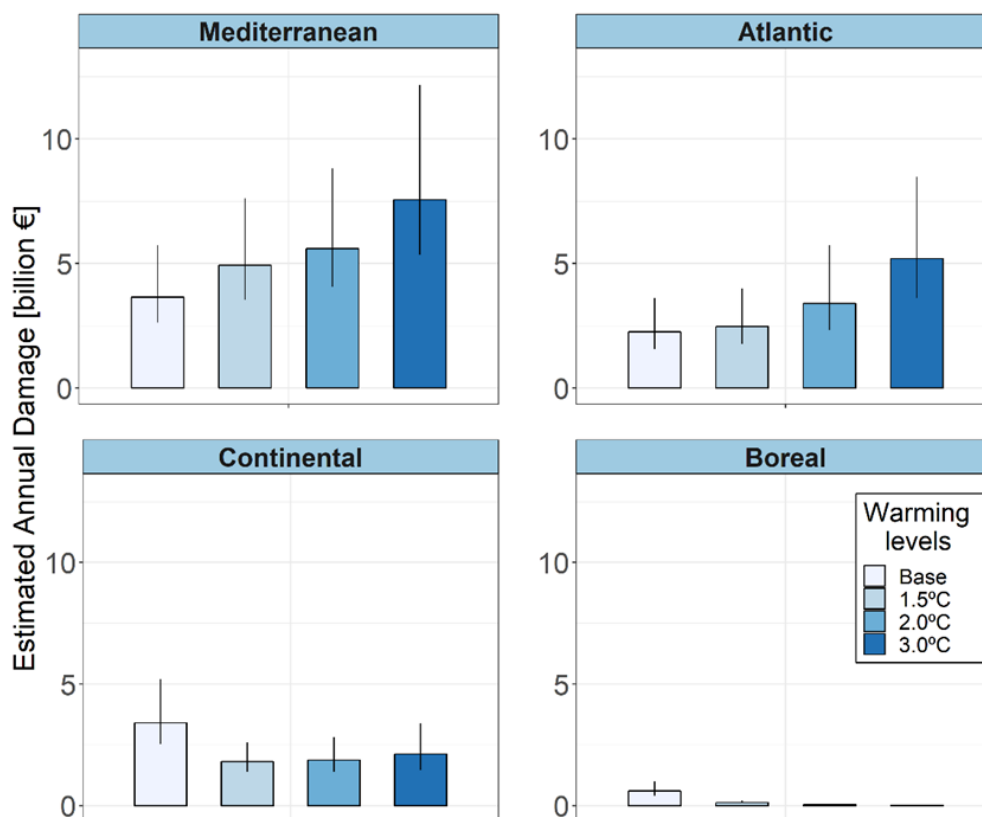 Mediterranean
Atlantic
Estimated Annual Damage [billion €]
10
5
0
10
5
0
Continental
Boreal
10
5
0
10
5
0
Warming
levels
Base
1.5ºC
2.0ºC
3.0ºC